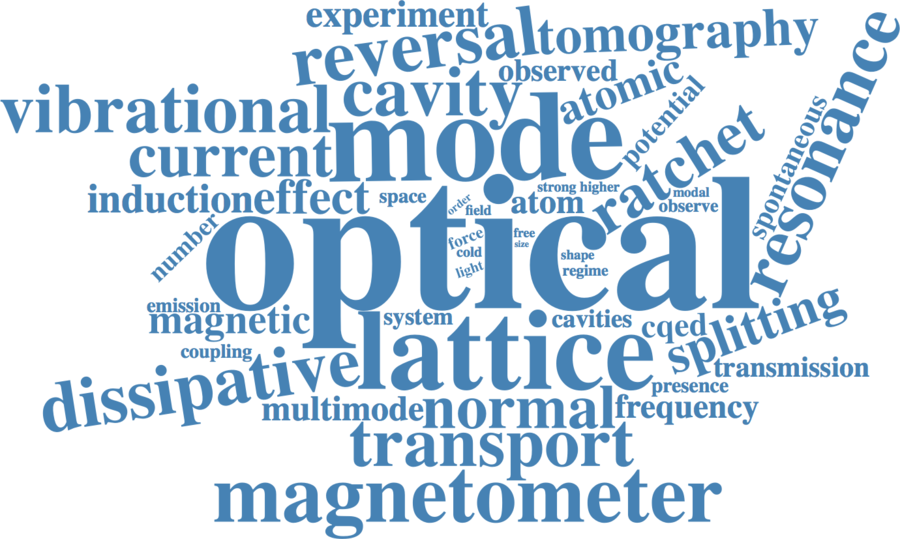 experiment
reversal
tomography
cavity
observed
atomic
vibrational
mode
potential
resonance
spontaneous
current
ratchet
induction
effect
space
strong
higher
modal
order
field
atom
observe
number
optical
force
free
cold
size
light
shape
regime
emission
magnetic
system
cavities
cqed
splitting
coupling
lattice
transmission
dissipative
presence
multimode
normal
frequency
transport
magnetometer